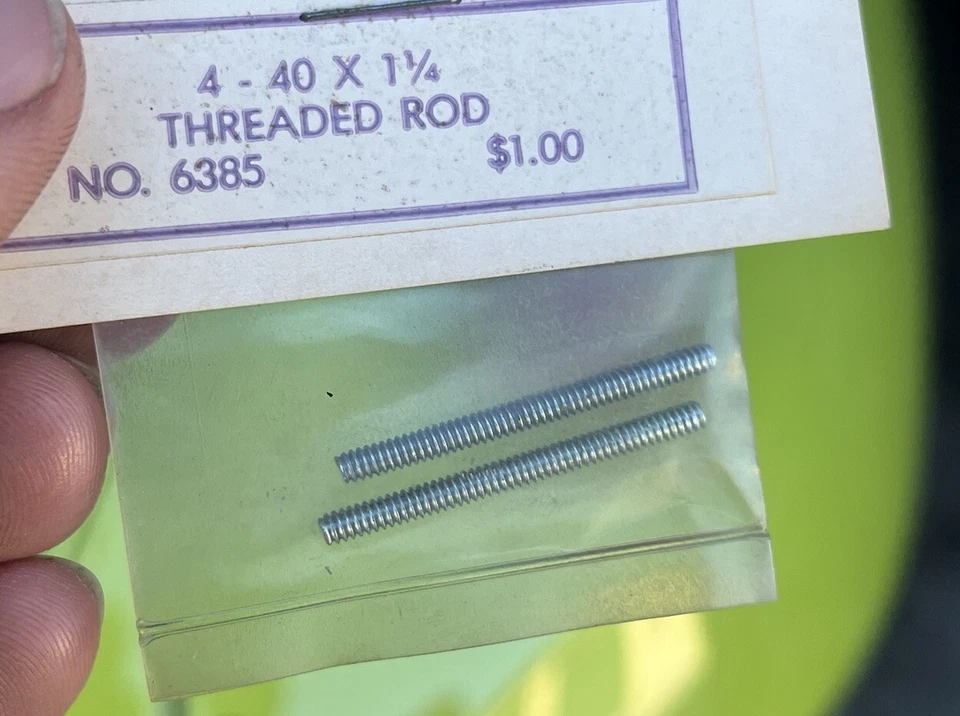 4 - 40 X 1¼
THREADED ROD
NO. 6385 $1.00